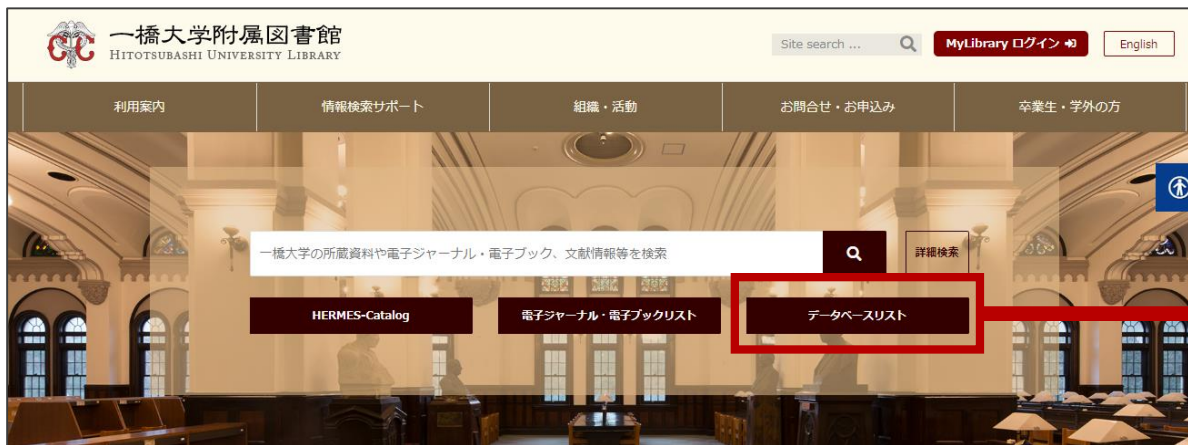 一橋大学附属図書館
HITOTSUBASHI UNIVERSITY LIBRARY
Site search ...
MyLibrary ログイン
English
利用案内
情報検索サポート
組織・活動
お問合せ・お申込み
卒業生・学外の方
一橋大学の所蔵資料や電子ジャーナル・電子ブック、文献情報等を検索
詳細検索
HERMES-Catalog
電子ジャーナル・電子ブックリスト
データベースリスト